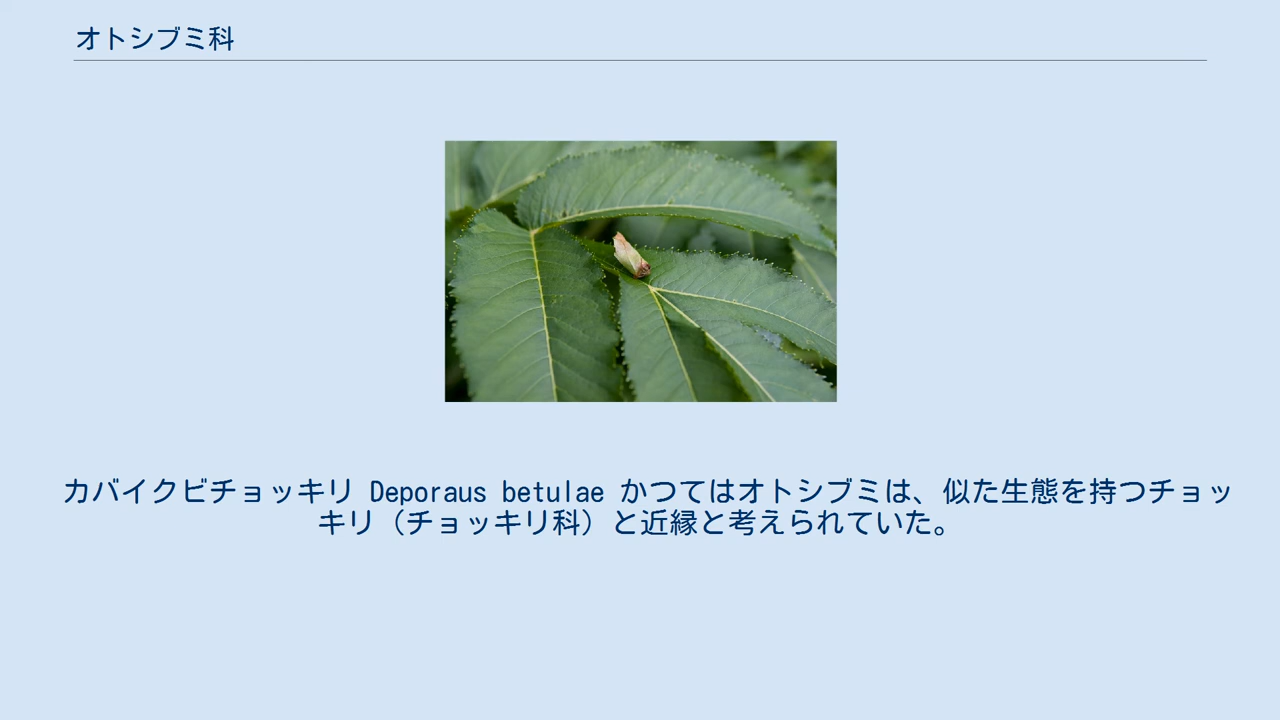 オトシブミ科
カバイクビチョッキリ Deporaus betulae かつてはオトシブミは、似た生態を持つチョッ
キリ（チョッキリ科）と近縁と考えられていた。